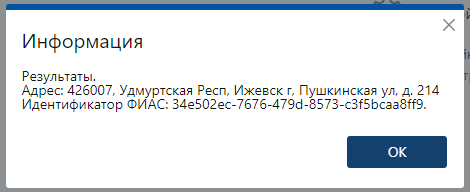 Информация
Результаты.
Адрес: 426007, Удмуртская Респ, Ижевск г, Пушкинская ул, д. 214
Идентификатор ФИАС: 34e502ec-7676-479d-8573-c3f5bcaa8ff9.
OK